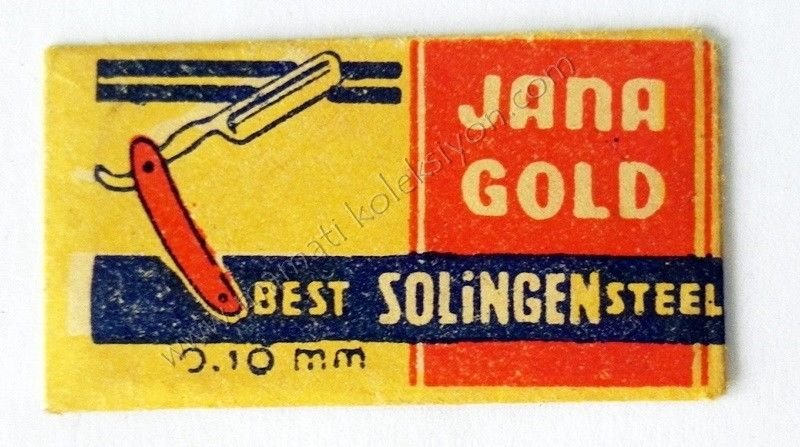 JANA
GOLD
BEST SOLiNGEN STEEL
0.10 mm